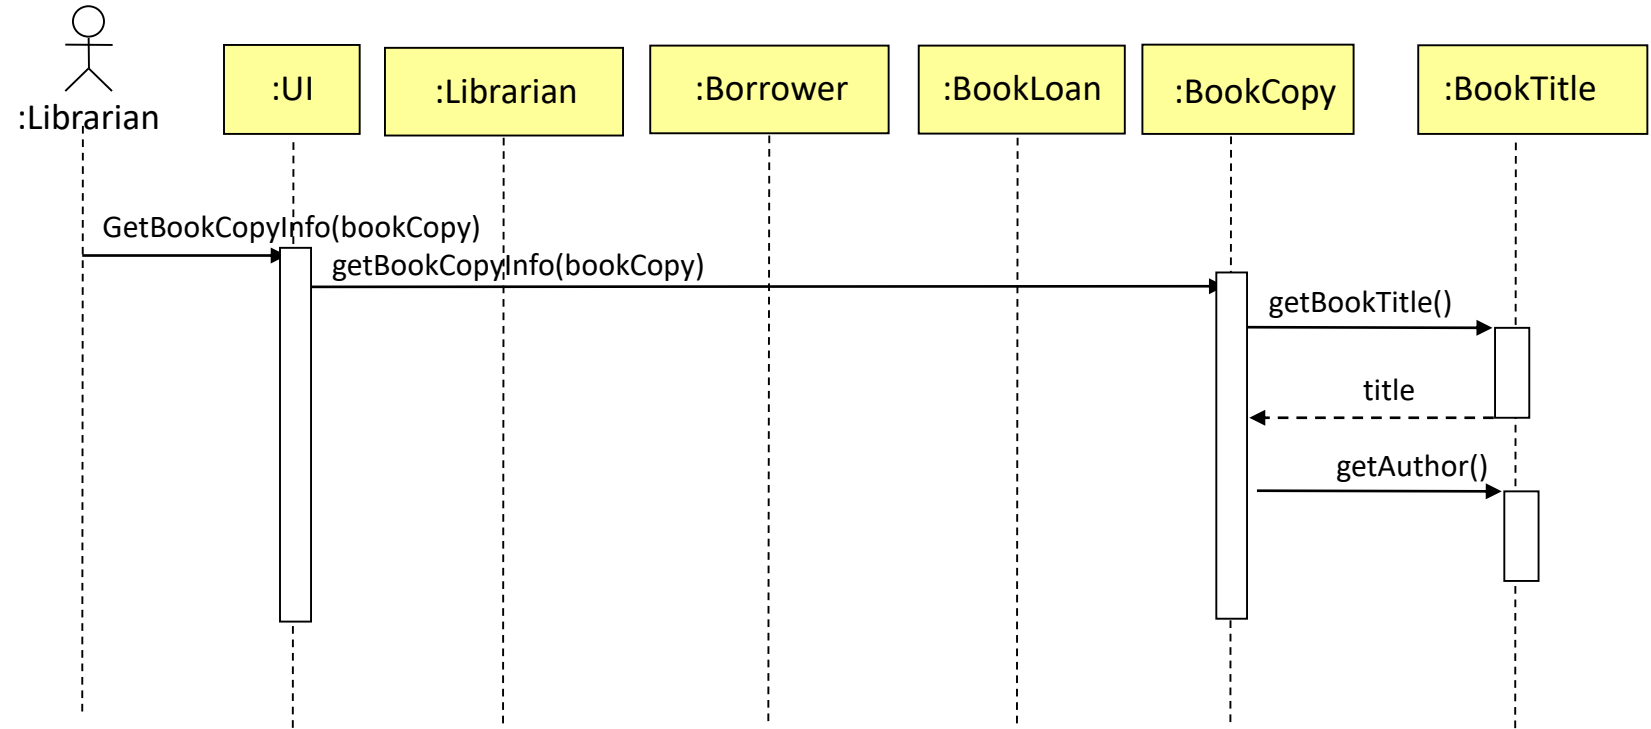 :Librarian
:UI
:Librarian
:Borrower
:BookLoan
:BookCopy
:BookTitle
GetBookCopyInfo(bookCopy)
getBookCopyInfo(bookCopy)
getBookTitle()
title
getAuthor()